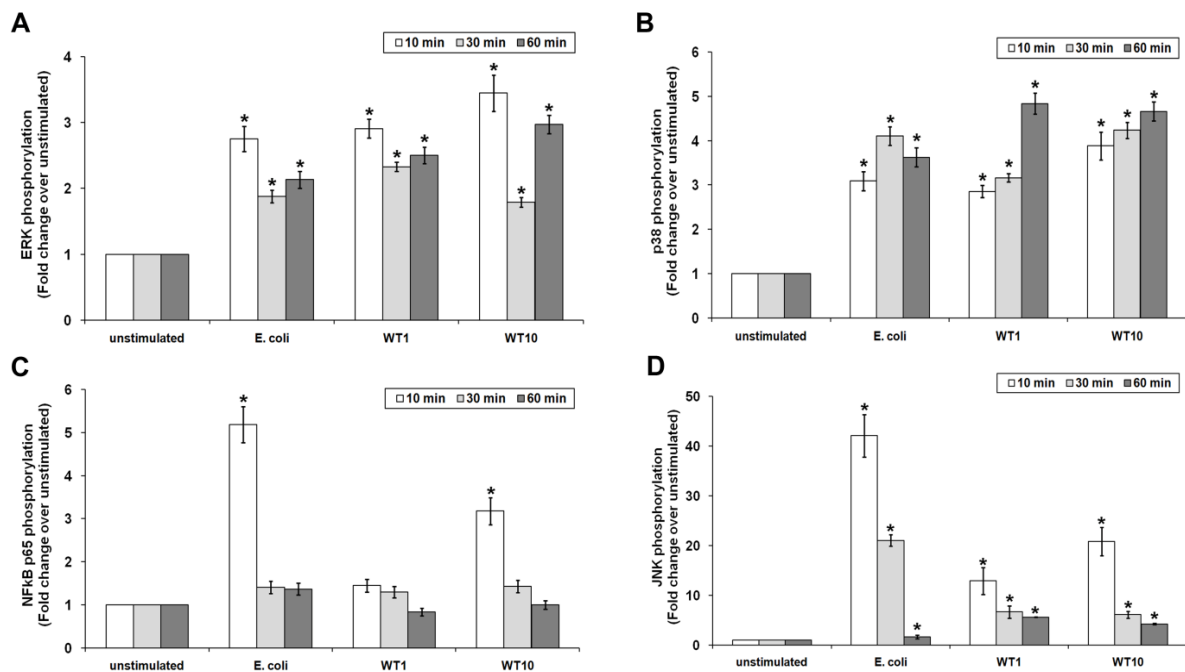 A
10 min 30 min 60 min
ERK phosphorylation
(Fold change over unstimulated)
4
3
2
1
0
* * * * * * * * *
unstimulated E. coli WT1 WT10
B
10 min 30 min 60 min
p38 phosphorylation
(Fold change over unstimulated)
6
5
4
3
2
1
0
* * * * * * * * *
unstimulated E. coli WT1 WT10
C
10 min 30 min 60 min
NFkB p65 phosphorylation
(Fold change over unstimulated)
6
5
4
3
2
1
0
* *
unstimulated E. coli WT1 WT10
D
10 min 30 min 60 min
JNK phosphorylation
(Fold change over unstimulated)
50
40
30
20
10
0
* * * * * * * * *
unstimulated E. coli WT1 WT10